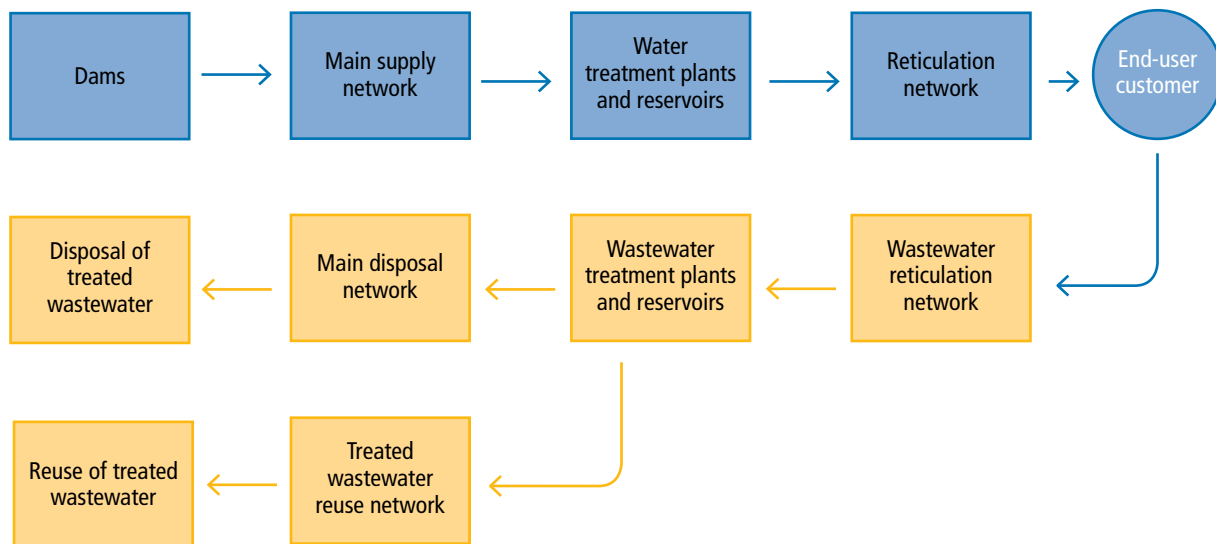 Dams
Main supply
network
Water
treatment plants
and reservoirs
Reticulation
network
End-user
customer
Disposal of
treated
wastewater
Main disposal
network
Wastewater
treatment plants
and reservoirs
Wastewater
reticulation
network
Reuse of treated
wastewater
Treated
wastewater
reuse network